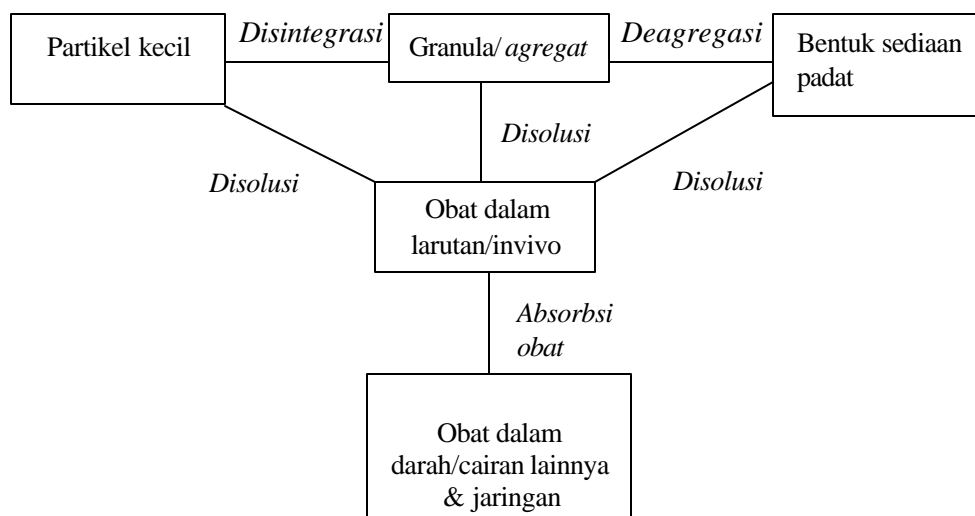 Partikel kecil
Disintegrasi
Granula/ agregat
Deagregasi
Bentuk sediaan
padat
Disolusi
Disolusi
Disolusi
Obat dalam
larutan/invivo
Absorbsi
obat
Obat dalam
darah/cairan lainnya
& jaringan